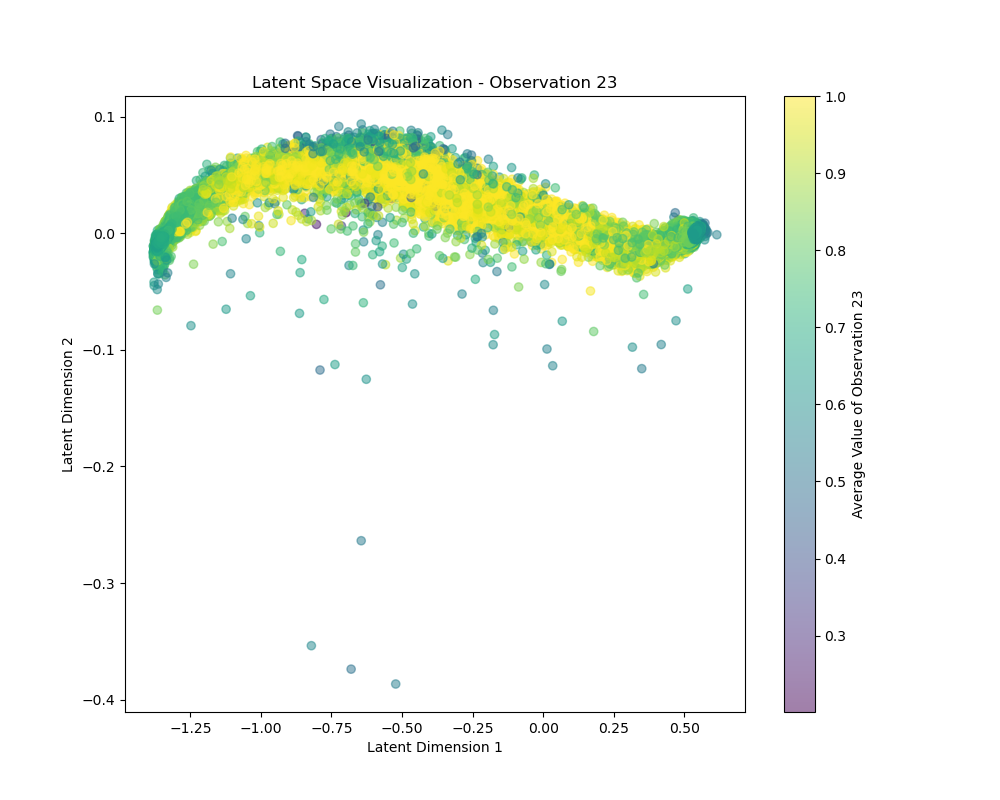 Latent Space Visualization - Observation 23
0.1
0.0
−0.1
−0.2
−0.3
−0.4
Latent Dimension 2
−1.25 −1.00 −0.75 −0.50 −0.25 0.00 0.25 0.50
Latent Dimension 1
1.0
0.9
0.8
0.7
0.6
0.5
0.4
0.3
Average Value of Observation 23